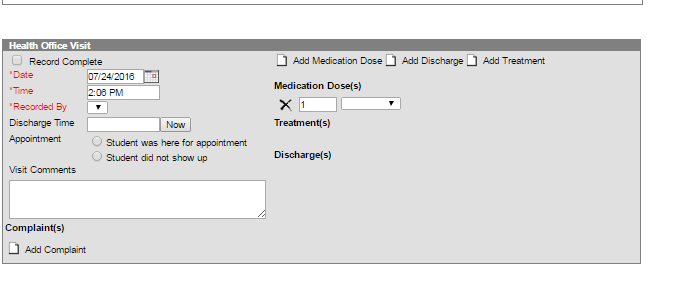 Health Office Visit
Record Complete
*Date 07/24/2016
*Time 2:06 PM
*Recorded By
Discharge Time Now
Appointment
Student was here for appointment
Student did not show up
Visit Comments
Complaint(s)
Add Complaint
Add Medication Dose Add Discharge Add Treatment
Medication Dose(s)
1
Treatment(s)
Discharge(s)